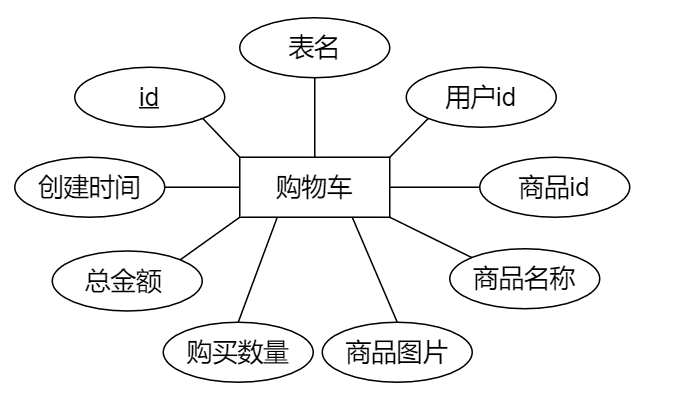 表名
id
用户id
创建时间
购物车
商品id
总金额
商品名称
购买数量
商品图片